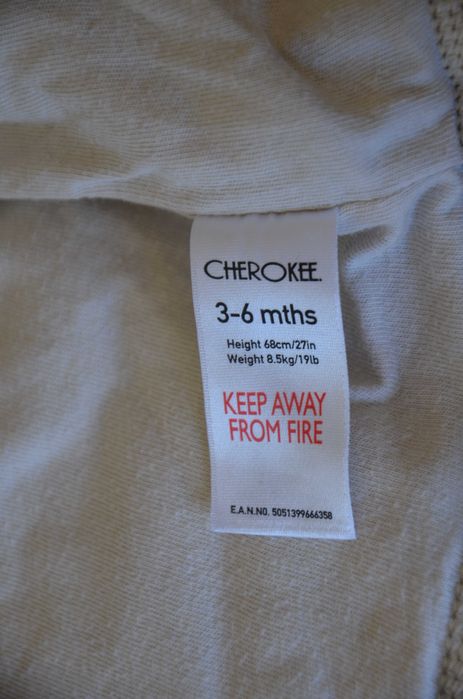 CHEROKEE.
3-6 mths
Height 68cm/27in
Weight 8.5kg/19lb
KEEP AWAY
FROM FIRE
E.A.N.NO. 5051399666358